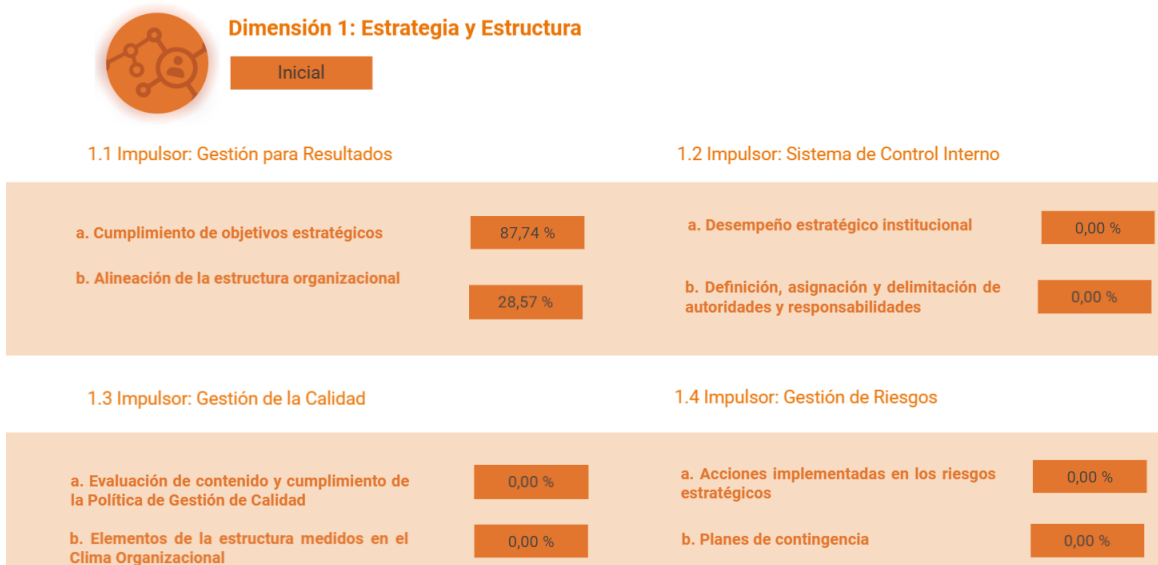 Dimensión 1: Estrategia y Estructura
Inicial
1.1 Impulsor: Gestión para Resultados
a. Cumplimiento de objetivos estratégicos
87,74 %
b. Alineación de la estructura organizacional
28,57 %
1.2 Impulsor: Sistema de Control Interno
a. Desempeño estratégico institucional
0,00 %
b. Definición, asignación y delimitación de
autoridades y responsabilidades
0,00 %
1.3 Impulsor: Gestión de la Calidad
a. Evaluación de contenido y cumplimiento de
la Política de Gestión de Calidad
0,00 %
b. Elementos de la estructura medidos en el
Clima Organizacional
0,00 %
1.4 Impulsor: Gestión de Riesgos
a. Acciones implementadas en los riesgos
estratégicos
0,00 %
b. Planes de contingencia
0,00 %